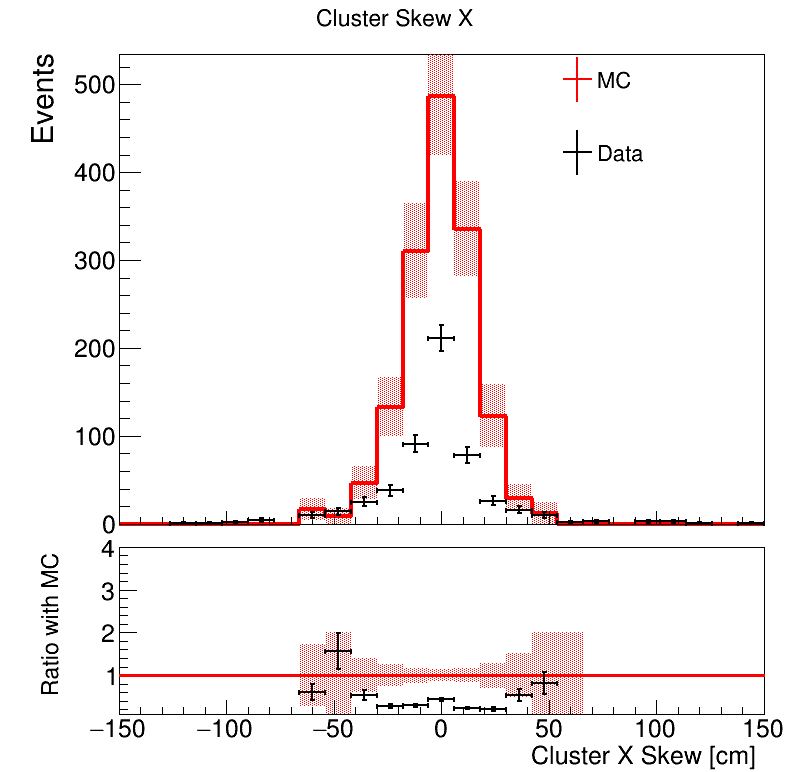 Cluster Skew X
Events
500
400
300
200
100
0
MC
Data
Ratio with MC
4
3
2
1
−150 −100 −50 0 50 100 150
Cluster X Skew [cm]